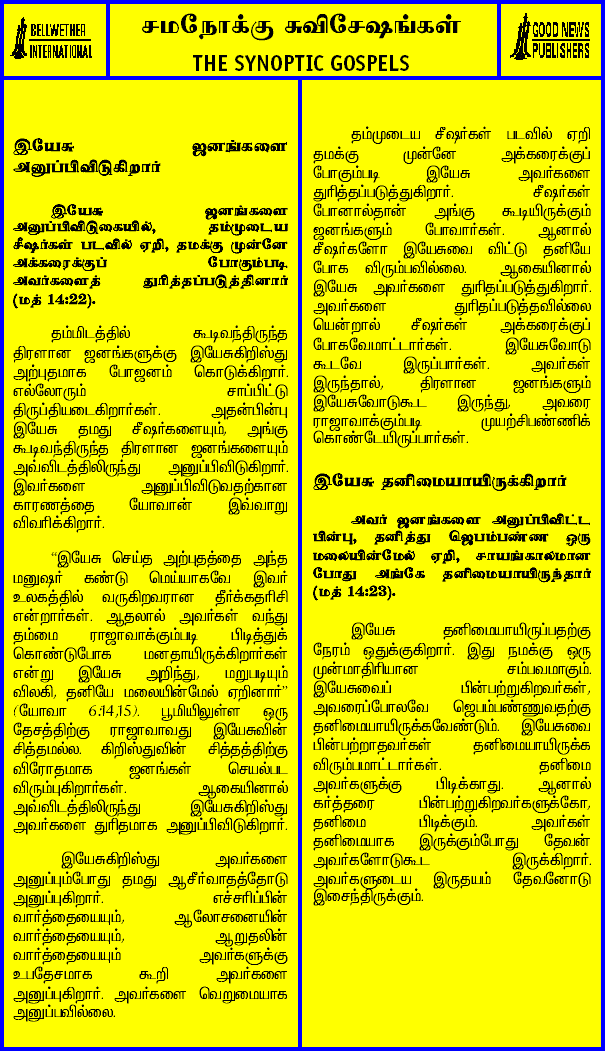 BELLWETHER
INTERNATIONAL
சமநோக்கு சுவிசேஷங்கள்
THE SYNOPTIC GOSPELS
GOOD NEWS
PUBLISHERS
இயேசு ஜனங்களை
அனுப்பிவிடுகிறார்
இயேசு ஜனங்களை
அனுப்பிவிடுகையில், தம்முடைய
சீஷர்கள் படவில் ஏறி, தமக்கு முன்னே
அக்கரைக்குப் போகும்படி
அவர்களைத் துரிதப்படுத்தினார்
(மத் 14:22).
தம்மிடத்தில் கூடிவந்திருந்த
திரளான ஜனங்களுக்கு இயேசுகிறிஸ்து
அற்புதமாக போஜனம் கொடுக்கிறார்.
எல்லோரும் சாப்பிட்டு
திருப்தியடைகிறார்கள். அதன்பின்பு
இயேசு தமது சீஷர்களையும், அங்கு
கூடிவந்திருந்த திரளான ஜனங்களையும்
அவ்விடத்திலிருந்து அனுப்பிவிடுகிறார்.
இவர்களை அனுப்பிவிடுவதற்கான
காரணத்தை யோவான் இவ்வாறு
விவரிக்கிறார்.
“இயேசு செய்த அற்புதத்தை அந்த
மனுஷர் கண்டு மெய்யாகவே இவர்
உலகத்தில் வருகிறவரான தீர்க்கதரிசி
என்றார்கள். ஆதலால் அவர்கள் வந்து
தம்மை ராஜாவாக்கும்படி பிடித்துக்
கொண்டுபோக மனதாயிருக்கிறார்கள்
என்று இயேசு அறிந்து, மறுபடியும்
விலகி, தனியே மலையின்மேல் ஏறினார்”
(யோவா 6:14,15). பூமியிலுள்ள ஒரு
தேசத்திற்கு ராஜாவாவது இயேசுவின்
சித்தமல்ல. கிறிஸ்துவின் சித்தத்திற்கு
விரோதமாக ஜனங்கள் செயல்பட
விரும்புகிறார்கள். ஆகையினால்
அவ்விடத்திலிருந்து இயேசுகிறிஸ்து
அவர்களை துரிதமாக அனுப்பிவிடுகிறார்.
இயேசுகிறிஸ்து அவர்களை
அனுப்பும்போது தமது ஆசீர்வாதத்தோடு
அனுப்புகிறார். எச்சரிப்பின்
வார்த்தையையும், ஆலோசனையின்
வார்த்தையையும், ஆறுதலின்
வார்த்தையையும் அவர்களுக்கு
உபதேசமாக கூறி அவர்களை
அனுப்புகிறார். அவர்களை வெறுமையாக
அனுப்பவில்லை.
தம்முடைய சீஷர்கள் படவில் ஏறி
தமக்கு முன்னே அக்கரைக்குப்
போகும்படி இயேசு அவர்களை
துரிதப்படுத்துகிறார். சீஷர்கள்
போனால்தான் அங்கு கூடியிருக்கும்
ஜனங்களும் போவார்கள். ஆனால்
சீஷர்களோ இயேசுவை விட்டு தனியே
போக விரும்பவில்லை. ஆகையினால்
இயேசு அவர்களை துரிதப்படுத்துகிறார்.
அவர்களை துரிதப்படுத்தவில்லை
யென்றால் சீஷர்கள் அக்கரைக்குப்
போகவேமாட்டார்கள். இயேசுவோடு
கூடவே இருப்பார்கள். அவர்கள்
இருந்தால், திரளான ஜனங்களும்
இயேசுவோடுகூட இருந்து, அவரை
ராஜாவாக்கும்படி முயற்சிபண்ணிக்
கொண்டேயிருப்பார்கள்.
இயேசு தனிமையாயிருக்கிறார்
அவர் ஜனங்களை அனுப்பிவிட்ட
பின்பு, தனித்து ஜெபம்பண்ண ஒரு
மலையின்மேல் ஏறி, சாயங்காலமான
போது அங்கே தனிமையாயிருந்தார்
(மத் 14:23).
இயேசு தனிமையாயிருப்பதற்கு
நேரம் ஒதுக்குகிறார். இது நமக்கு ஒரு
முன்மாதிரியான சம்பவமாகும்.
இயேசுவைப் பின்பற்றுகிறவர்கள்,
அவரைப்போலவே ஜெபம்பண்ணுவதற்கு
தனிமையாயிருக்கவேண்டும். இயேசுவை
பின்பற்றாதவர்கள் தனிமையாயிருக்க
விரும்பமாட்டார்கள். தனிமை
அவர்களுக்கு பிடிக்காது. ஆனால்
கர்த்தரை பின்பற்றுகிறவர்களுக்கோ,
தனிமை பிடிக்கும். அவர்கள்
தனிமையாக இருக்கும்போது தேவன்
அவர்களோடுகூட இருக்கிறார்.
அவர்களுடைய இருதயம் தேவனோடு
இசைந்திருக்கும்.